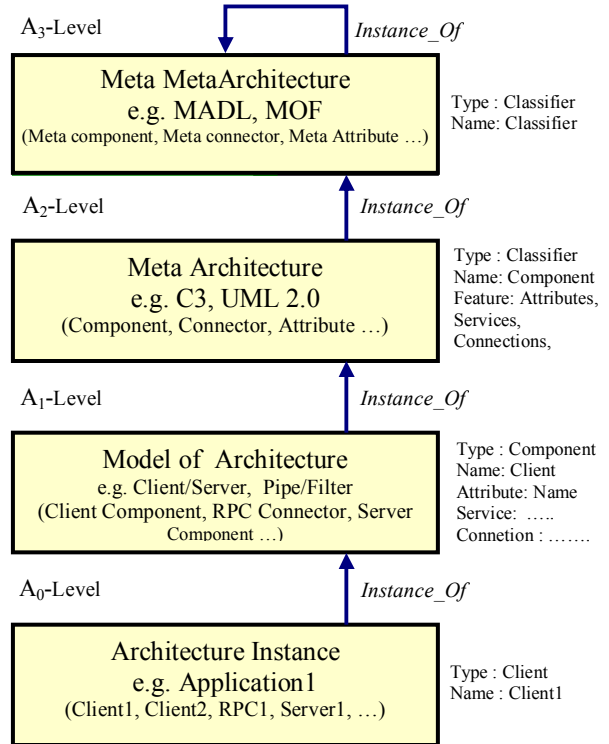 A3-Level
Instance_Of
Meta MetaArchitecture
e.g. MADL, MOF
(Meta component, Meta connector, Meta Attribute …)
Type : Classifier
Name: Classifier
A2-Level
Instance_Of
Meta Architecture
e.g. C3, UML 2.0
(Component, Connector, Attribute …)
Type : Classifier
Name: Component
Feature: Attributes,
Services,
Connections,
A1-Level
Instance_Of
Model of Architecture
e.g. Client/Server, Pipe/Filter
(Client Component, RPC Connector, Server
Component …)
Type : Component
Name: Client
Attribute: Name
Service: …..
Connetion : …….
A0-Level
Instance_Of
Architecture Instance
e.g. Application1
(Client1, Client2, RPC1, Server1, …)
Type : Client
Name : Client1